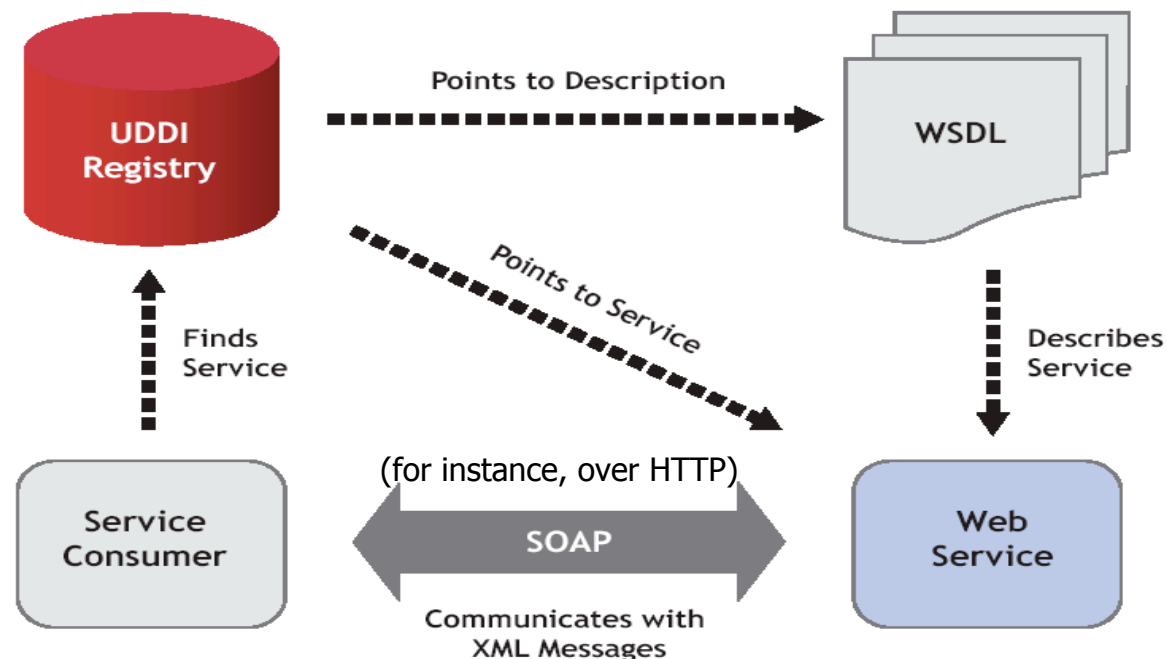 Points to Description
UDDI
Registry
WSDL
Points to Service
Finds
Service
Describes
Service
(for instance, over HTTP)
Service
Consumer
SOAP
Web
Service
Communicates with
XML Messages